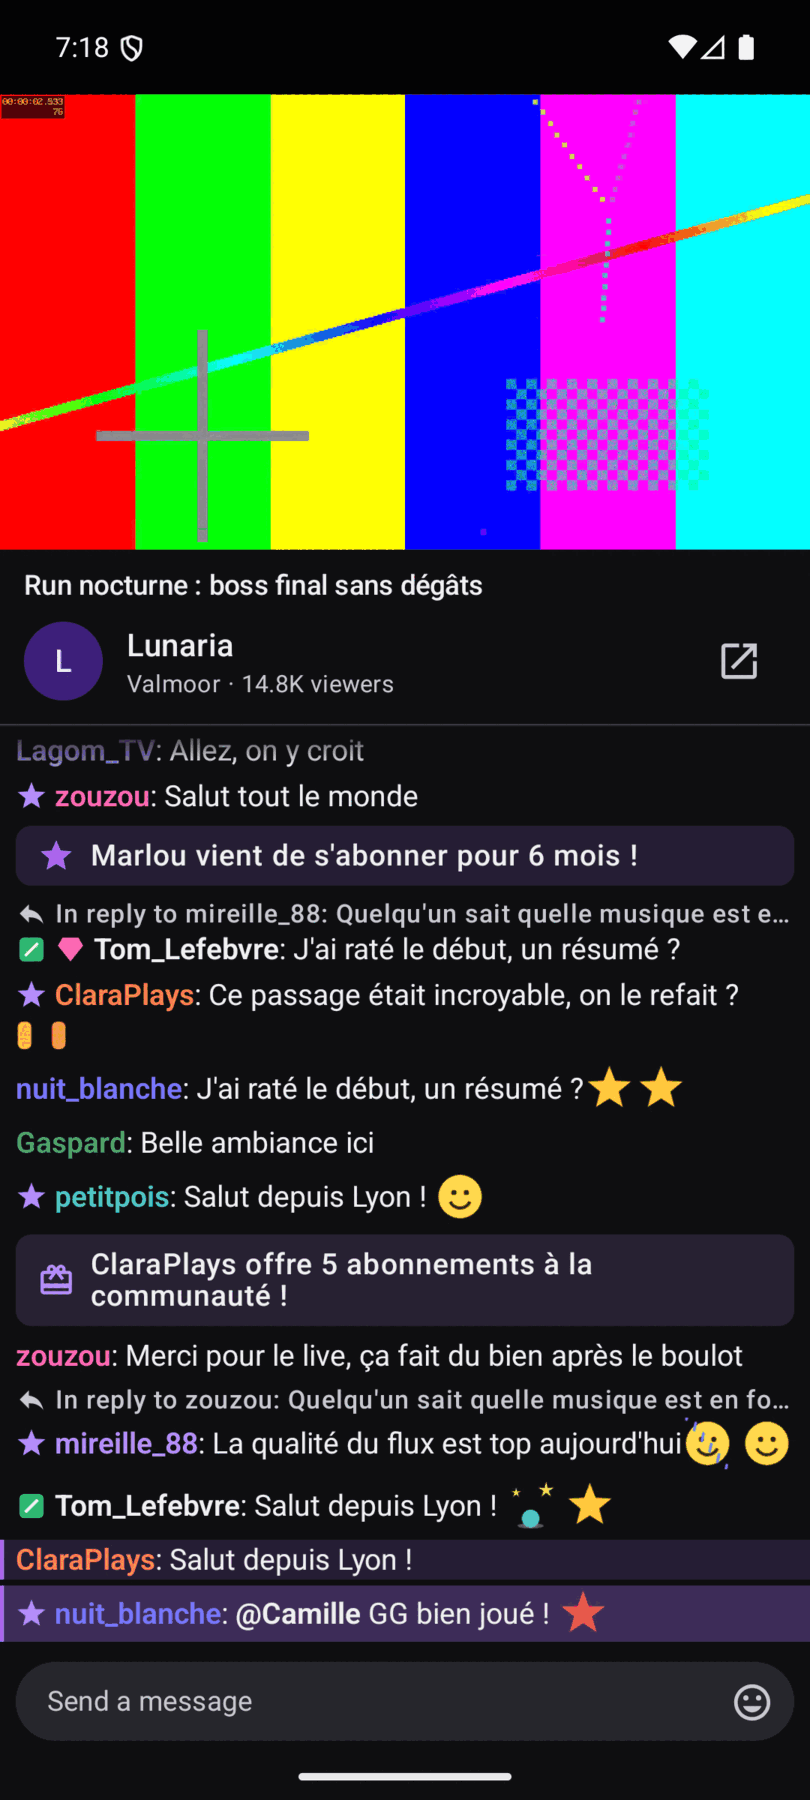 7:18
00:00:02.533
76
Run nocturne : boss final sans dégâts
L
Lunaria
Valmoor · 14.8K viewers
Lagom_TV: Allez, on y croit
zouzou: Salut tout le monde
Marlou vient de s'abonner pour 6 mois !
In reply to mireille_88: Quelqu'un sait quelle musique est e…
Tom_Lefebvre: J'ai raté le début, un résumé ?
ClaraPlays: Ce passage était incroyable, on le refait ?
nuit_blanche: J'ai raté le début, un résumé ?
Gaspard: Belle ambiance ici
petitpois: Salut depuis Lyon !
ClaraPlays offre 5 abonnements à la
communauté !
zouzou: Merci pour le live, ça fait du bien après le boulot
In reply to zouzou: Quelqu'un sait quelle musique est en fo…
mireille_88: La qualité du flux est top aujourd'hui
Tom_Lefebvre: Salut depuis Lyon !
ClaraPlays: Salut depuis Lyon !
nuit_blanche: @Camille GG bien joué !
Send a message